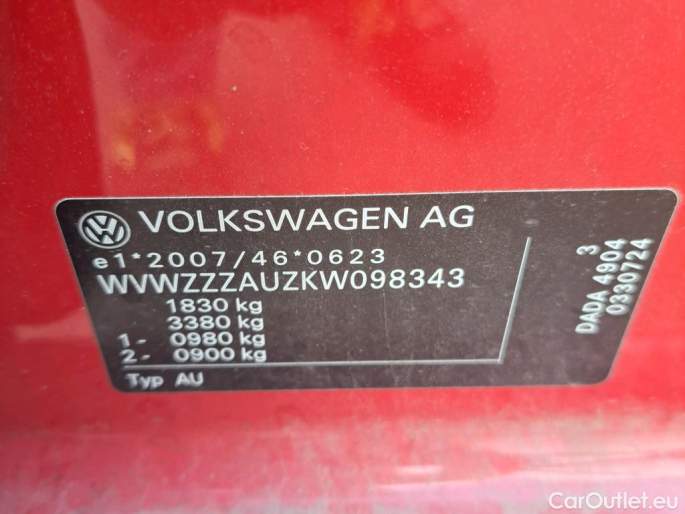 VOLKSWAGEN AG
e1*2007/46*0623
WVWZZZAUZKW098343
1830 kg
3380 kg
1- 0980 kg
2- 0900 kg
Typ AU
3
DADA 4904
0330724
CarOutlet.eu